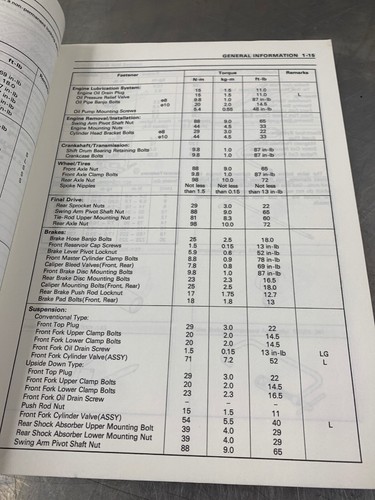 GENERAL INFORMATION 1-15
Fastener Torque Remarks
N-m kg-m ft-lb
Engine Lubrication System:
Engine Oil Drain Plug 15 1.5 11.0
Oil Pressure Relief Valve 15 1.5 11.0 L
Oil Pipe Banjo Bolts ø8 9.8 1.0 87 in-lb
ø10 20 2.0 14.5
Oil Pump Mounting Screws 5.4 0.55 48 in-lb
Engine Removal/Installation:
Swing Arm Pivot Shaft Nut 88 9.0 65
Engine Mounting Nuts 44 4.5 33
Cylinder Head Bracket Bolts ø8 29 3.0 22
ø10 44 4.5 33
Crankshaft/Transmission:
Shift Drum Bearing Retaining Bolts 9.8 1.0 87 in-lb
Crankcase Bolts 9.8 1.0 87 in-lb
Wheel/Tires
Front Axle Nut 88 9.0 65
Front Axle Clamp Bolts 9.8 1.0 87 in-lb
Rear Axle Nut 98 10.0 72
Spoke Nipples Not less Not less Not less
than 1.5 than 0.15 than 13 in-lb
Final Drive:
Rear Sprocket Nuts 29 3.0 22
Swing Arm Pivot Shaft Nut 88 9.0 65
Tie-Rod Upper Mounting Nut 81 8.3 60
Rear Axle Nut 98 10.0 72
Brakes:
Brake Hose Banjo Bolts 25 2.5 18.0
Front Reservoir Cap Screws 1.5 0.15 13 in-lb
Brake Lever Pivot Locknut 5.9 0.6 52 in-lb
Front Master Cylinder Clamp Bolts 8.8 0.9 78 in-lb
Caliper Bleed Valves(Front, Rear) 7.8 0.8 69 in-lb
Front Brake Disc Mounting Bolts 9.8 1.0 87 in-lb
Rear Brake Disc Mounting Bolts 23 2.3 16.5
Caliper Mounting Bolts(Front, Rear) 25 2.5 18.0
Rear Brake Push Rod Locknut 17 1.75 12.7
Brake Pad Bolts(Front, Rear) 18 1.8 13
Suspension:
Conventional Type:
Front Top Plug 29 3.0 22
Front Fork Upper Clamp Bolts 20 2.0 14.5
Front Fork Lower Clamp Bolts 20 2.0 14.5
Front Fork Oil Drain Screw 1.5 0.15 13 in-lb LG
Front Fork Cylinder Valve(ASSY) 71 7.2 52 L
Upside Down Type:
Front Top Plug 29 3.0 22
Front Fork Upper Clamp Bolts 20 2.0 14.5
Front Fork Lower Clamp Bolts 23 2.3 16.5
Front Fork Oil Drain Screw – – –
Push Rod Nut 15 1.5 11
Front Fork Cylinder Valve(ASSY) 54 5.5 40 L
Rear Shock Absorber Upper Mounting Bolt 39 4.0 29
Rear Shock Absorber Lower Mounting Nut 39 4.0 29
Swing Arm Pivot Shaft Nut 88 9.0 65